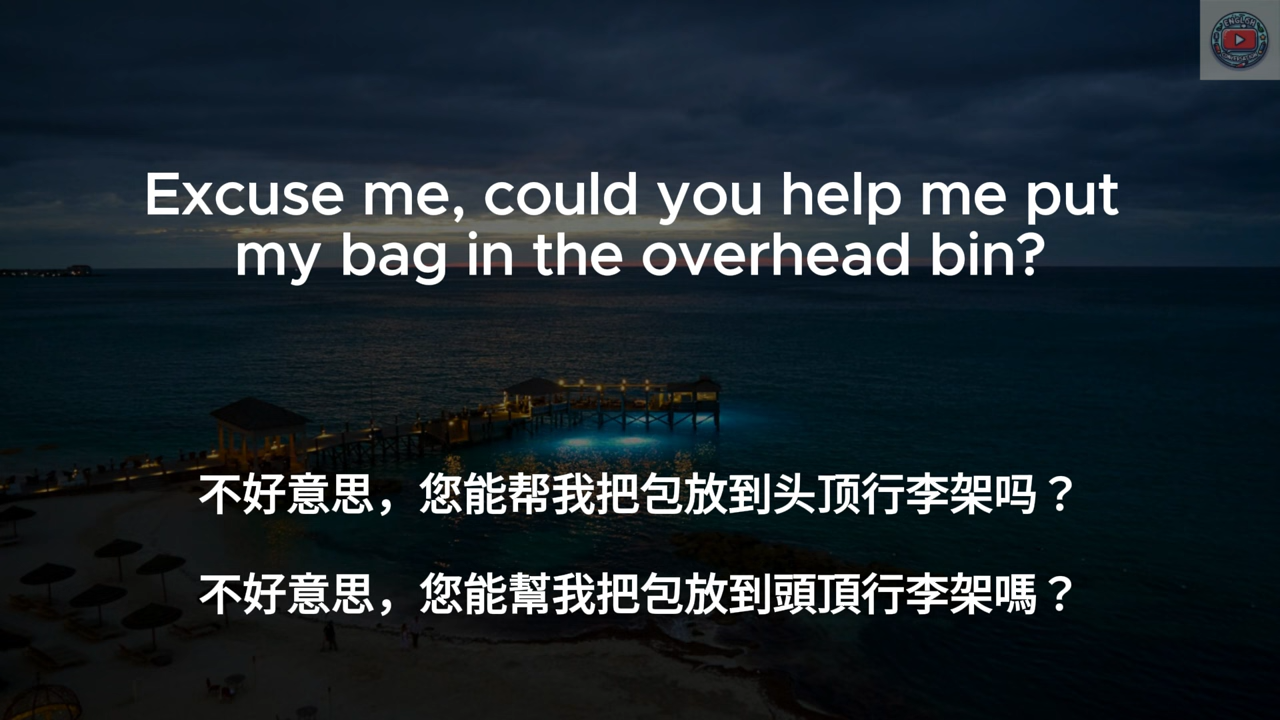 Excuse me, could you help me put
my bag in the overhead bin?
不好意思，您能帮我把包放到头顶行李架吗？
不好意思，您能幫我把包放到頭頂行李架嗎？